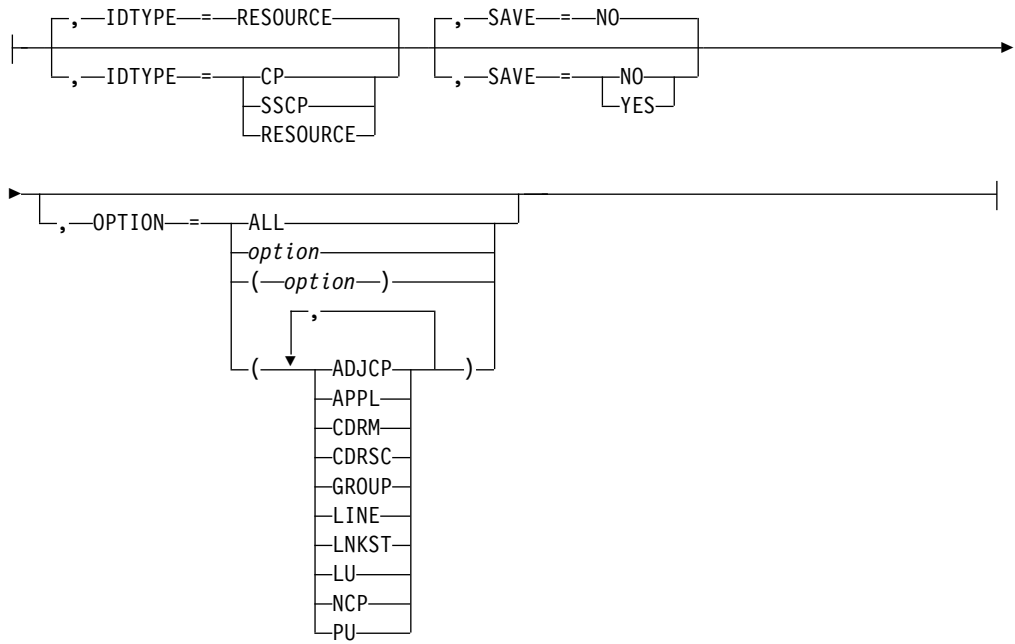 , IDTYPE = RESOURCE , SAVE = NO
, IDTYPE = CP , SAVE = NO
SSCP YES
RESOURCE
, OPTION = ALL
option
( option )
,
( ADJCP )
APPL
CDRM
CDRSC
GROUP
LINE
LNKST
LU
NCP
PU